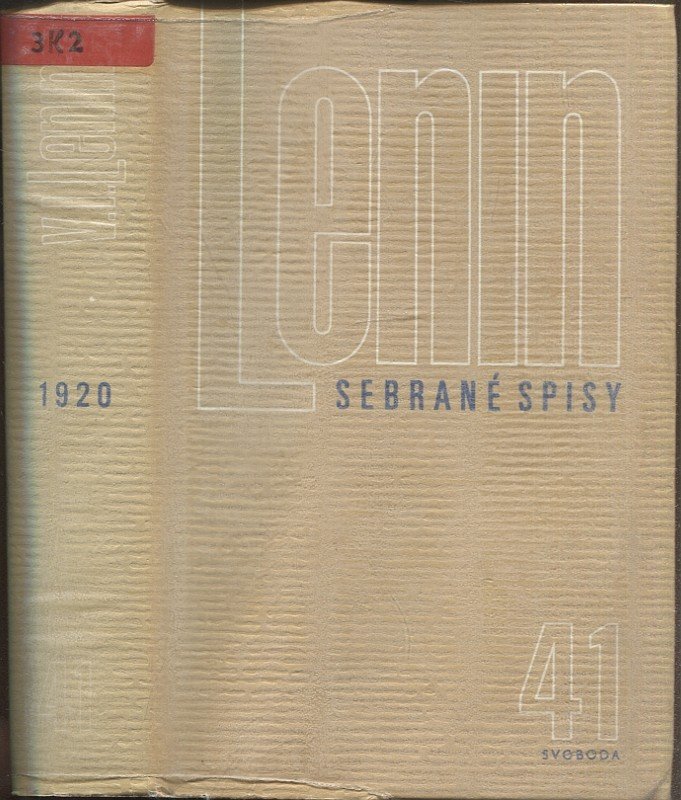 3K2
V.I.Lenin
1920
Lenin
SEBRANÉ SPISY
41
SVOBODA